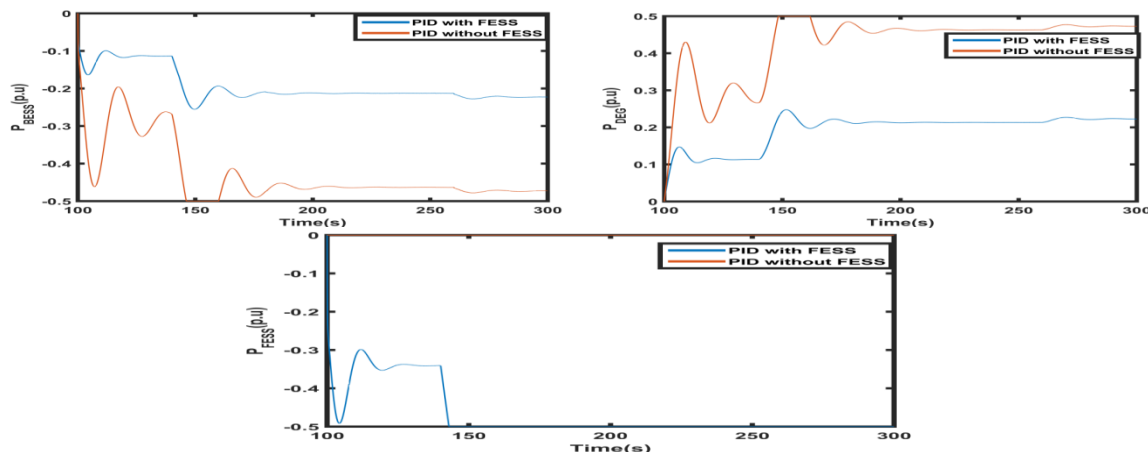 0
-0.1
-0.2
-0.3
-0.4
-0.5
P_BESS(p.u)
PID with FESS
PID without FESS
100 150 200 250 300
Time(s)
0.5
0.4
0.3
0.2
0.1
0
P_DEG(p.u)
PID with FESS
PID without FESS
100 150 200 250 300
Time(s)
0
-0.1
-0.2
-0.3
-0.4
-0.5
P_FESS(p.u)
PID with FESS
PID without FESS
100 150 200 250 300
Time(s)